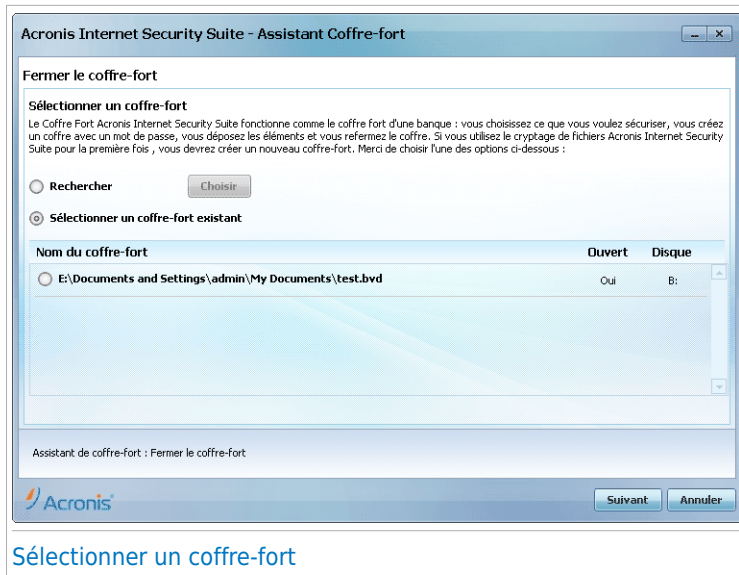 Acronis Internet Security Suite - Assistant Coffre-fort
Fermer le coffre-fort
Sélectionner un coffre-fort
Le Coffre Fort Acronis Internet Security Suite fonctionne comme le coffre fort d'une banque : vous choisissez ce que vous voulez sécuriser, vous créez
un coffre avec un mot de passe, vous déposez les éléments et vous refermez le coffre. Si vous utilisez le cryptage de fichiers Acronis Internet Security
Suite pour la première fois , vous devrez créer un nouveau coffre-fort. Merci de choisir l'une des options ci-dessous :
Rechercher Choisir
Sélectionner un coffre-fort existant
Nom du coffre-fort Ouvert Disque
E:\Documents and Settings\admin\My Documents\test.bvd Oui B:
Assistant de coffre-fort : Fermer le coffre-fort
Acronis Suivant Annuler
Sélectionner un coffre-fort